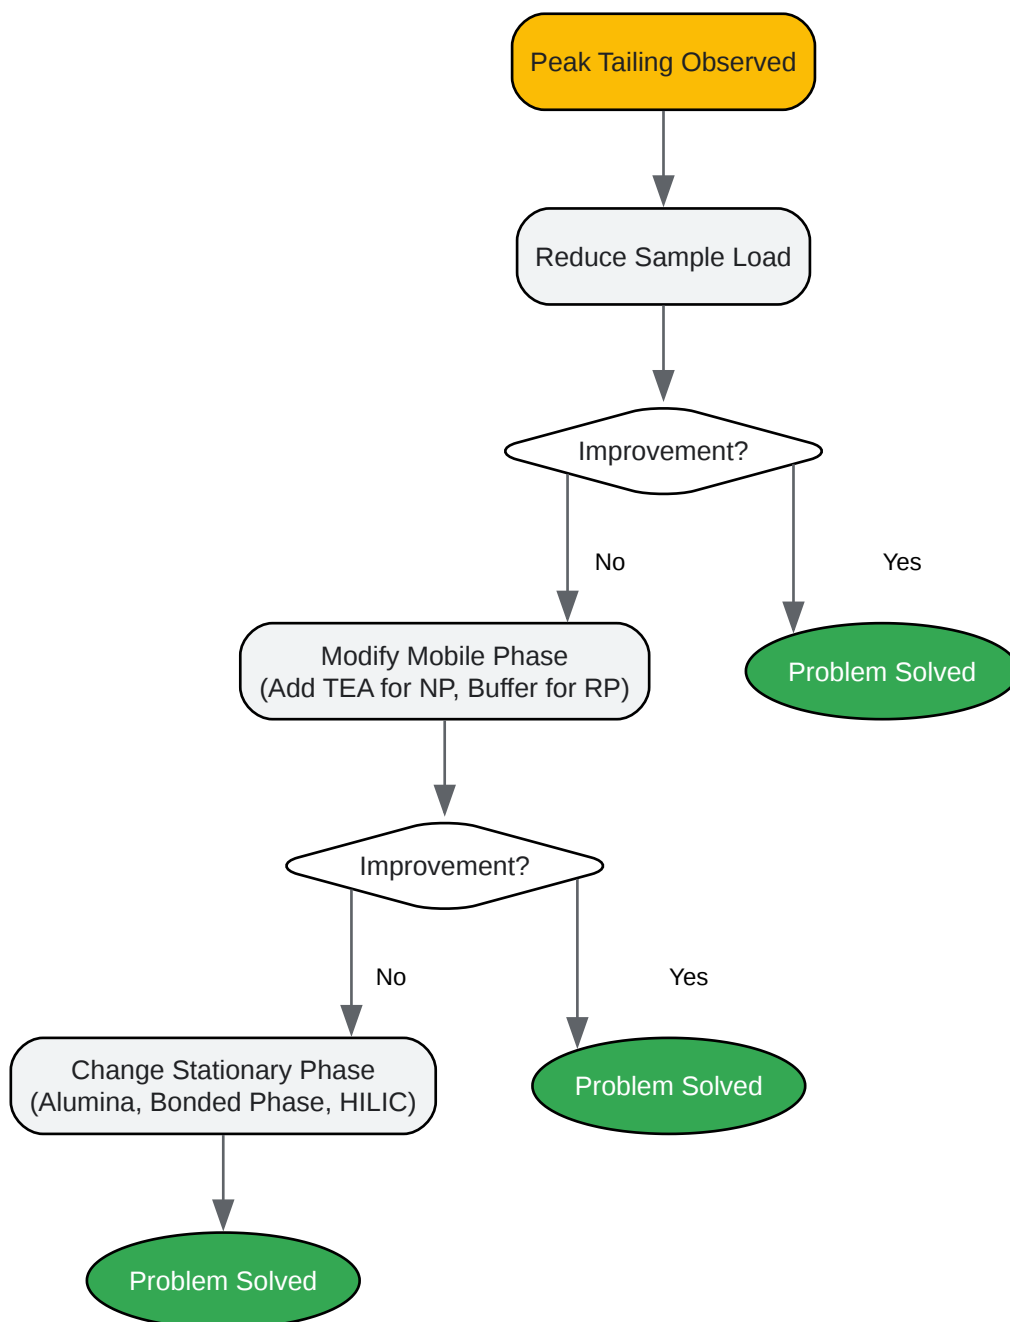 Peak Tailing Observed
Reduce Sample Load
Improvement?
No
Yes
Modify Mobile Phase
(Add TEA for NP, Buffer for RP)
Problem Solved
Improvement?
No
Yes
Change Stationary Phase
(Alumina, Bonded Phase, HILIC)
Problem Solved
Problem Solved